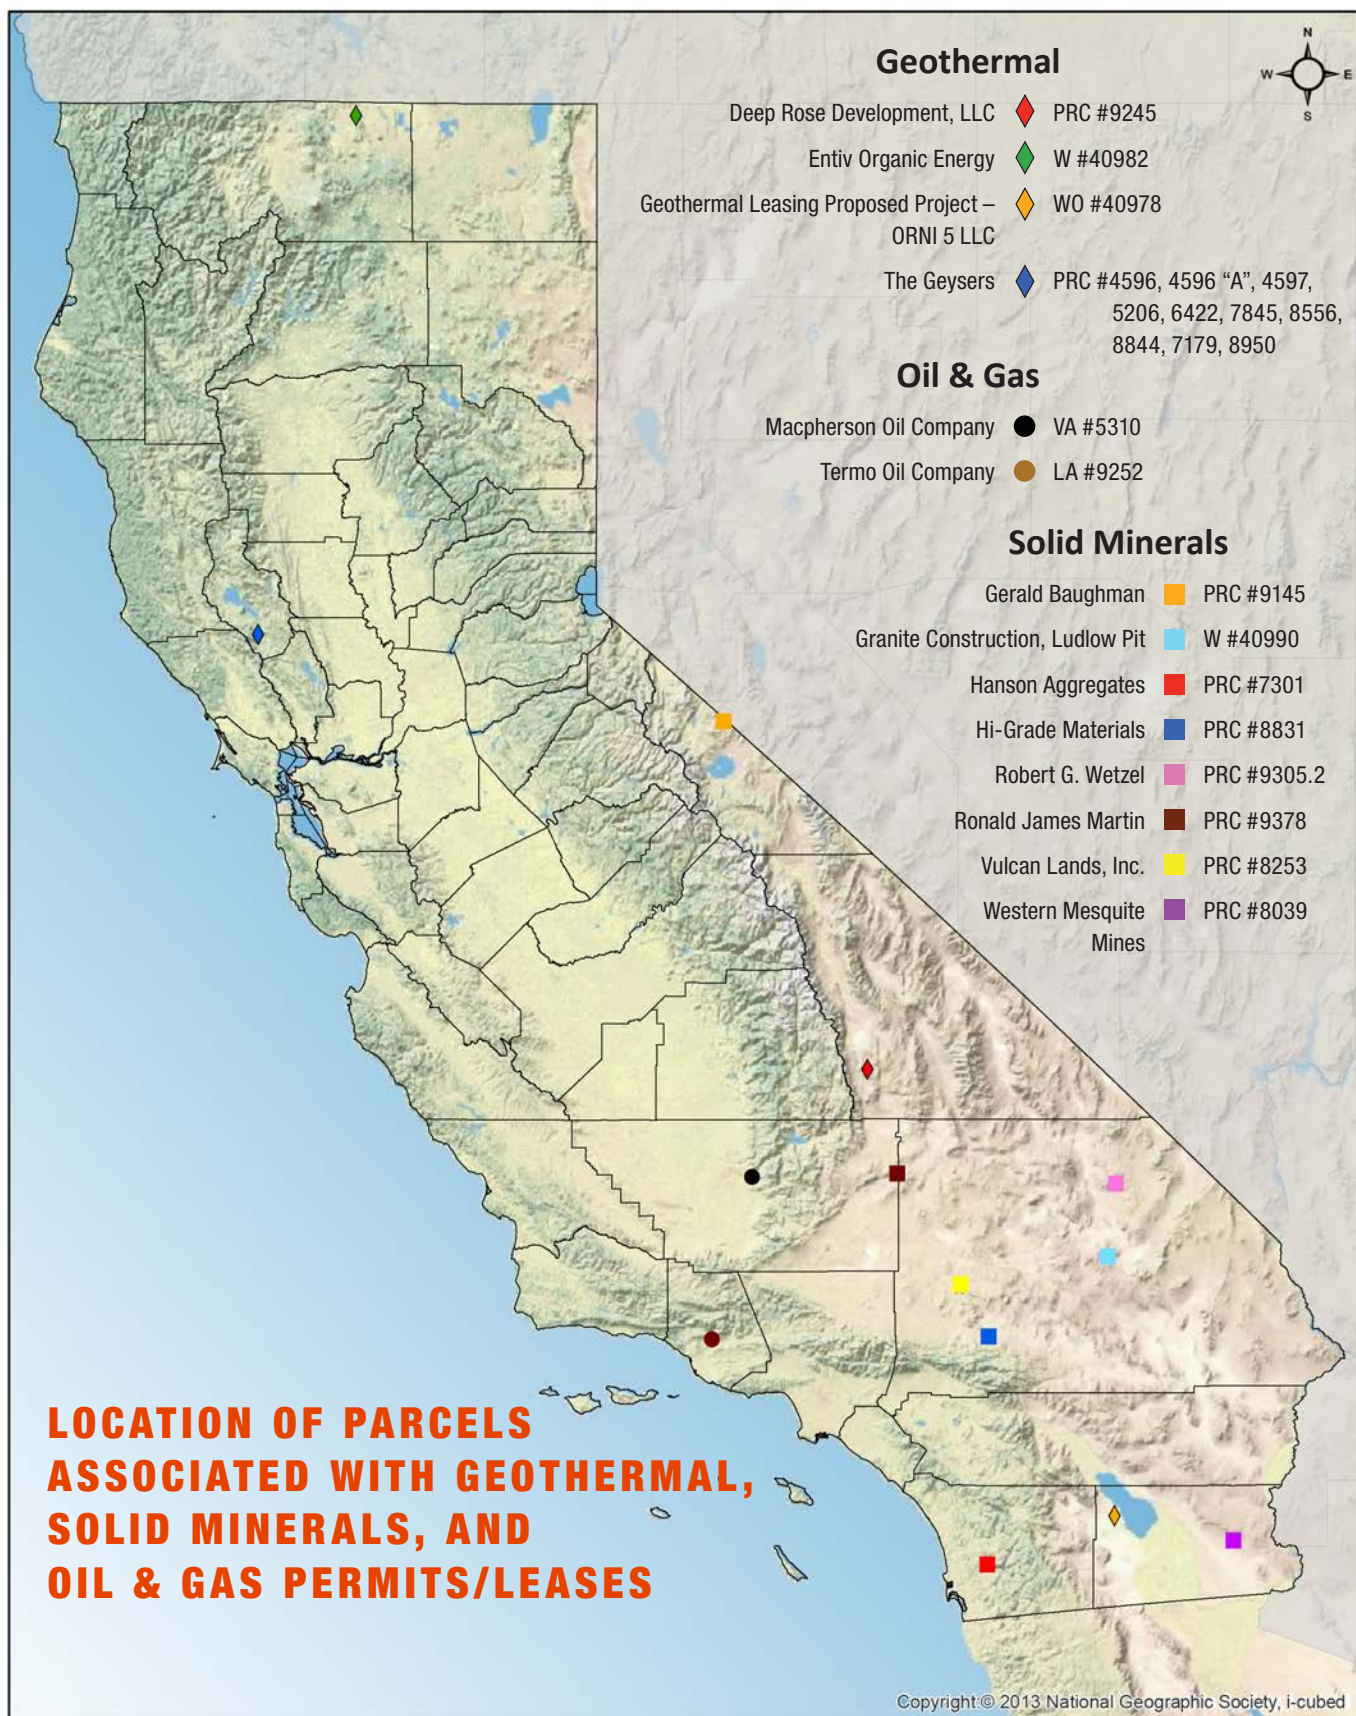 N
W E
S
Geothermal
Deep Rose Development, LLC PRC #9245
Entiv Organic Energy W #40982
Geothermal Leasing Proposed Project – WO #40978
ORNI 5 LLC
The Geysers PRC #4596, 4596 “A”, 4597,
5206, 6422, 7845, 8556,
8844, 7179, 8950
Oil & Gas
Macpherson Oil Company VA #5310
Termo Oil Company LA #9252
Solid Minerals
Gerald Baughman PRC #9145
Granite Construction, Ludlow Pit W #40990
Hanson Aggregates PRC #7301
Hi-Grade Materials PRC #8831
Robert G. Wetzel PRC #9305.2
Ronald James Martin PRC #9378
Vulcan Lands, Inc. PRC #8253
Western Mesquite PRC #8039
Mines
LOCATION OF PARCELS
ASSOCIATED WITH GEOTHERMAL,
SOLID MINERALS, AND
OIL & GAS PERMITS/LEASES
Copyright:© 2013 National Geographic Society, i-cubed